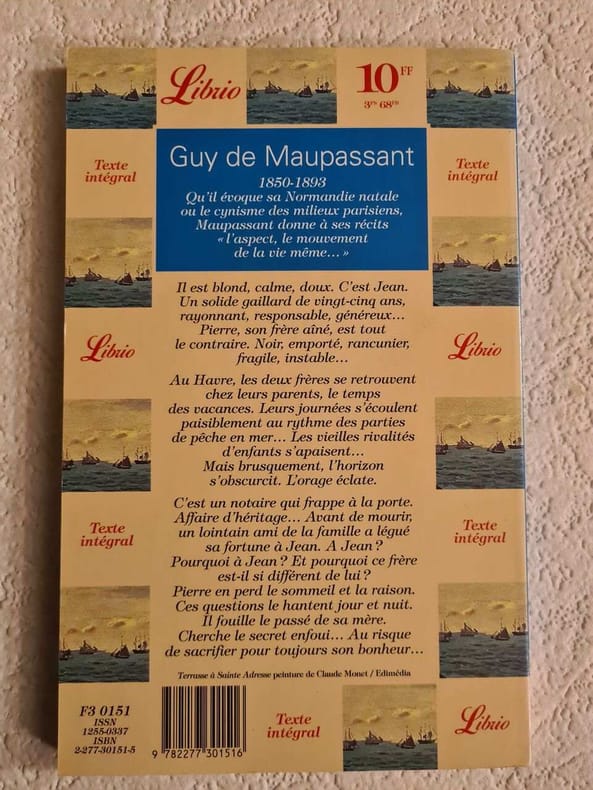 Librio
10FF
3FS 68FB
Texte
intégral
Guy de Maupassant
Texte
intégral
1850-1893
Qu'il évoque sa Normandie natale
ou le cynisme des milieux parisiens,
Maupassant donne à ses récits
« l'aspect, le mouvement
de la vie même... »
Il est blond, calme, doux. C'est Jean.
Un solide gaillard de vingt-cinq ans,
rayonnant, responsable, généreux...
Pierre, son frère aîné, est tout
le contraire. Noir, emporté, rancunier,
fragile, instable...
Librio
Librio
Au Havre, les deux frères se retrouvent
chez leurs parents, le temps
des vacances. Leurs journées s'écoulent
paisiblement au rythme des parties
de pêche en mer... Les vieilles rivalités
d'enfants s'apaisent...
Mais brusquement, l'horizon
s'obscurcit. L'orage éclate.
C'est un notaire qui frappe à la porte.
Affaire d'héritage... Avant de mourir,
un lointain ami de la famille a légué
sa fortune à Jean. A Jean ?
Pourquoi à Jean ? Et pourquoi ce frère
est-il si différent de lui ?
Pierre en perd le sommeil et la raison.
Ces questions le hantent jour et nuit.
Il fouille le passé de sa mère.
Cherche le secret enfoui... Au risque
de sacrifier pour toujours son bonheur...
Texte
intégral
Texte
intégral
Terrasse à Sainte Adresse peinture de Claude Monet / Edimédia
F3 0151
ISSN
1255-0337
ISBN
2-277-30151-5
9 782277 301516
Texte
intégral
Librio